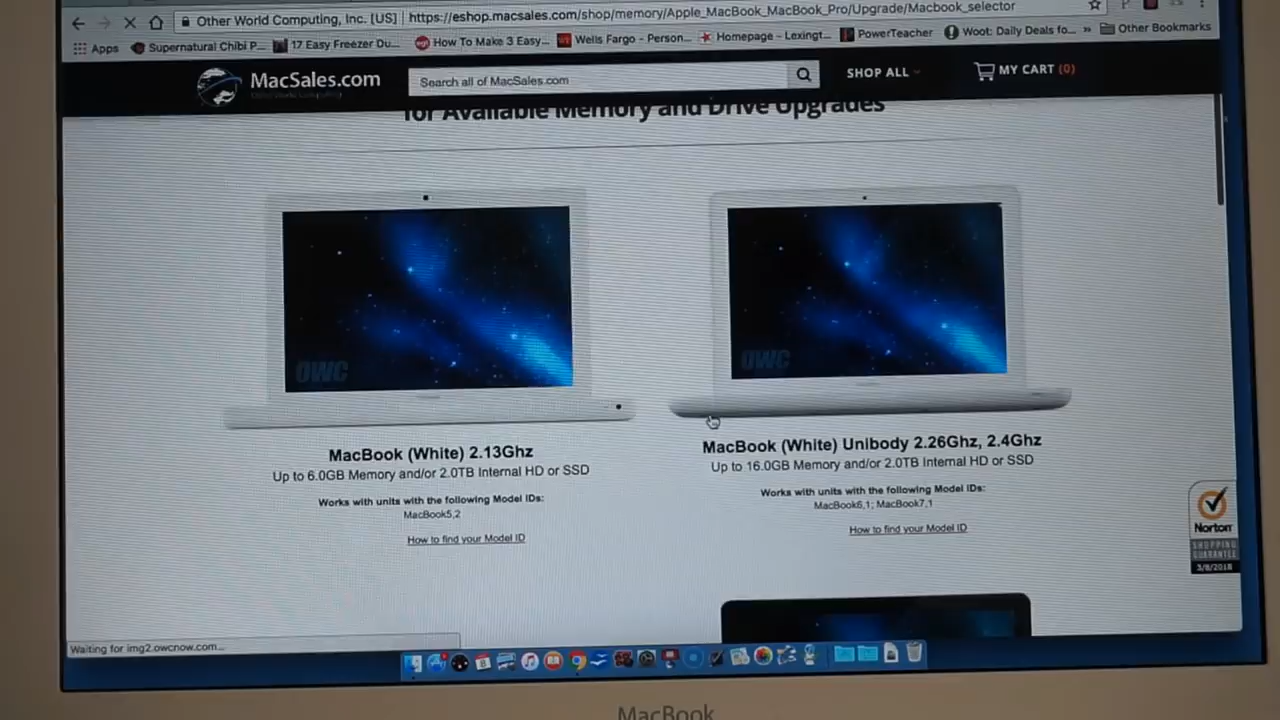 Other World Computing, Inc. [US] https://eshop.macsales.com/shop/memory/Apple_MacBook_MacBook_Pro/Upgrade/Macbook_selector
Apps Supernatural Chibi P... 17 Easy Freezer Du... How To Make 3 Easy... Wells Fargo - Person... Homepage - Lexingt... PowerTeacher Woot: Daily Deals fo... » Other Bookmarks
MacSales.com Search all of MacSales.com SHOP ALL MY CART (0)
for Available Memory and Drive Upgrades
OWC OWC
MacBook (White) 2.13Ghz
Up to 6.0GB Memory and/or 2.0TB Internal HD or SSD
Works with units with the following Model IDs:
MacBook5,2
How to find your Model ID
MacBook (White) Unibody 2.26Ghz, 2.4Ghz
Up to 16.0GB Memory and/or 2.0TB Internal HD or SSD
Works with units with the following Model IDs:
MacBook6,1; MacBook7,1
How to find your Model ID
Norton
SHOPPING
GUARANTEE
3/8/2018
Waiting for img2.owcnow.com...
MacBook